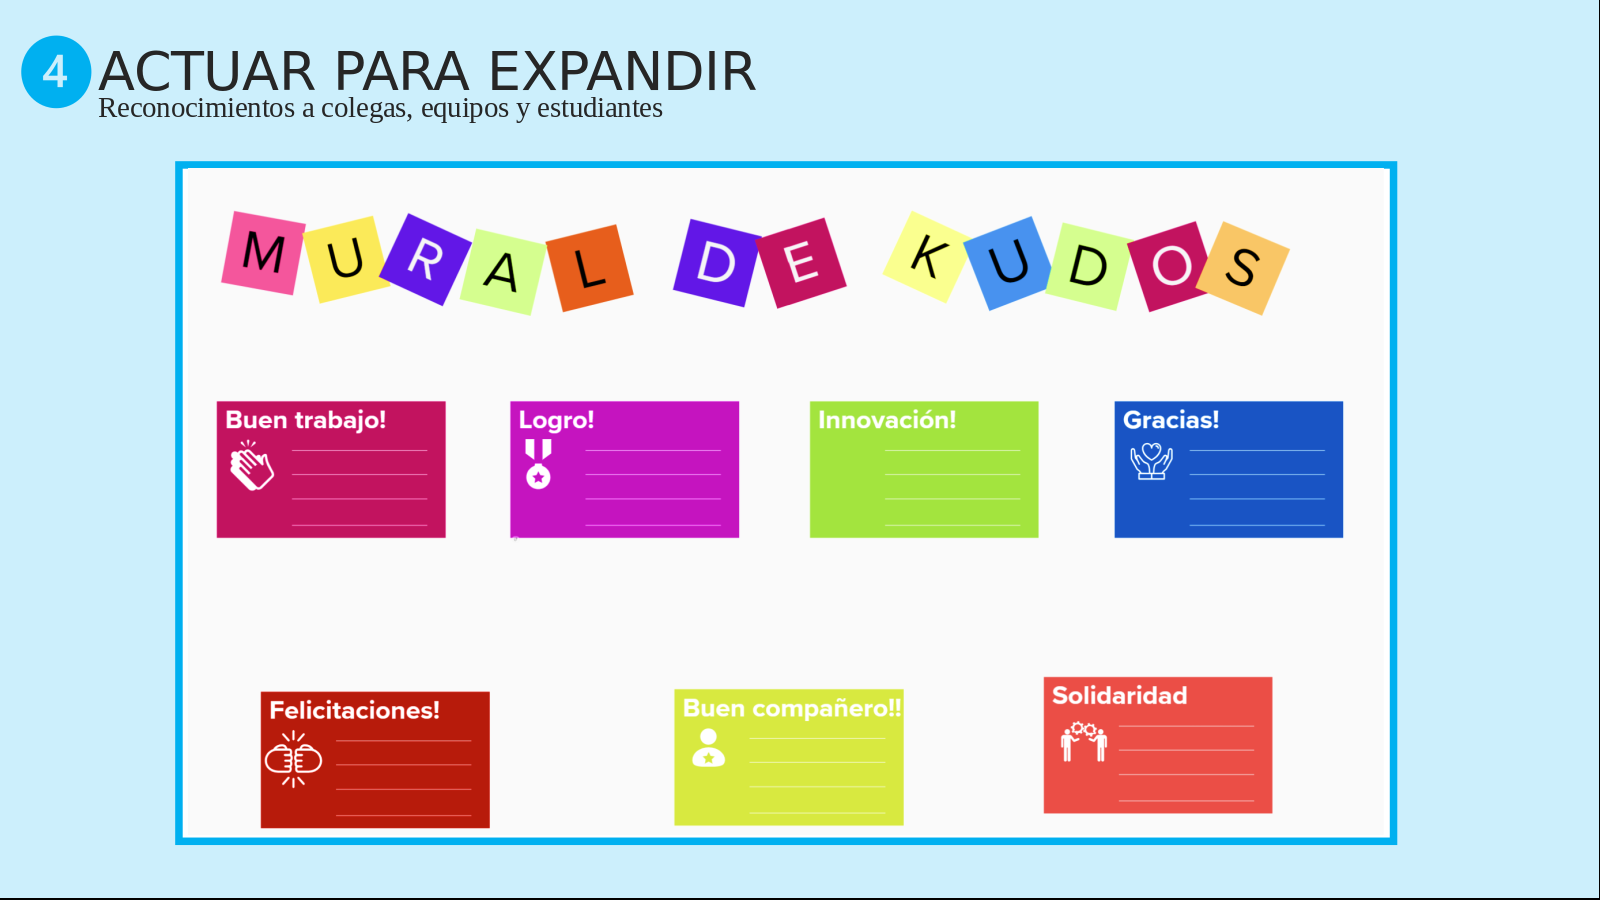 4
ACTUAR PARA EXPANDIR
Reconocimientos a colegas, equipos y estudiantes
MURAL DE KUDOS
Buen trabajo!
Logro!
Innovación!
Gracias!
Felicitaciones!
Buen compañero!!
Solidaridad